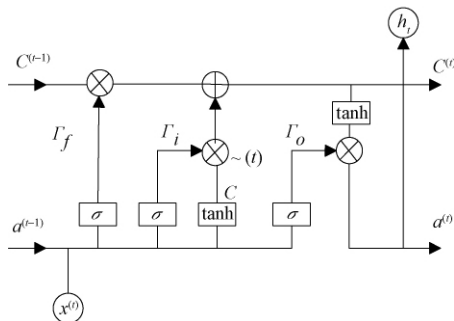 h_t
C^(t-1)
C^(t)
tanh
Γ_f
Γ_i
Γ_o
~ (t)
C
σ
σ
tanh
σ
a^(t-1)
a^(t)
x^(t)